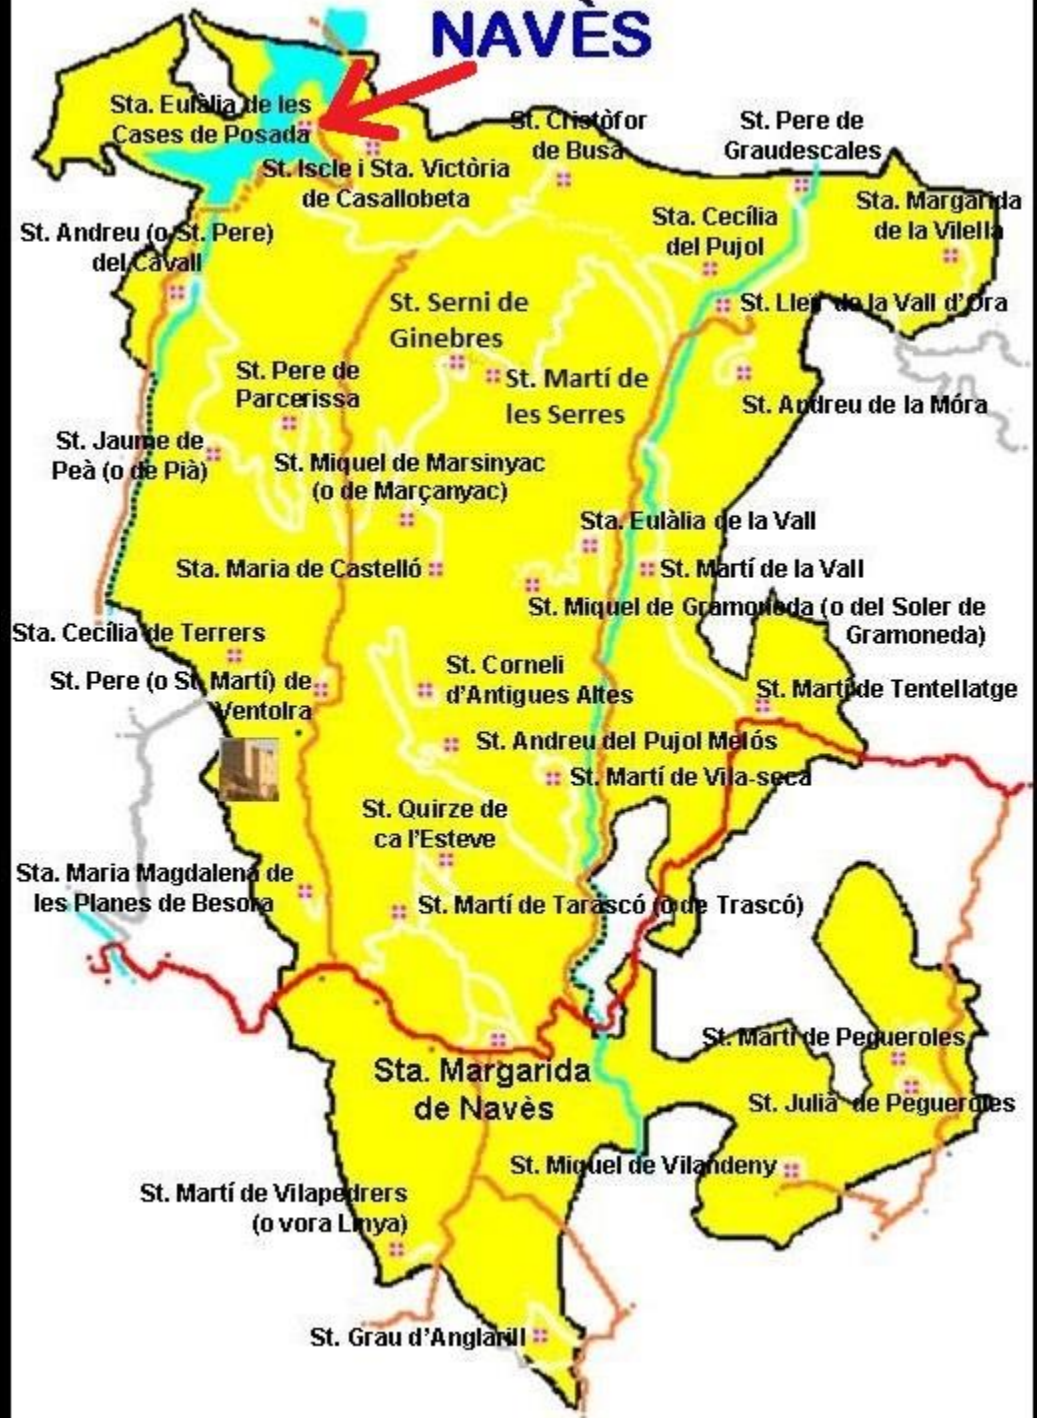 NAVÈS
Sta. Eulàlia de les
Cases de Posada
St. Cristòfor
de Busa
St. Pere de
Graudescales
St. Iscle i Sta. Victòria
de Casallobeta
Sta. Margarida
de la Vilella
Sta. Cecília
del Pujol
St. Andreu (o St. Pere)
del Cavall
St. Serni de
Ginebres
St. Lleïr de la Vall d'Ora
St. Pere de
Parcerissa
St. Martí de
les Serres
St. Andreu de la Móra
St. Jaume de
Peà (o de Pià)
St. Miquel de Marsinyac
(o de Marçanyac)
Sta. Eulàlia de la Vall
Sta. Maria de Castelló
St. Martí de la Vall
St. Miquel de Gramoneda (o del Soler de
Gramoneda)
Sta. Cecília de Terrers
St. Pere (o St. Martí) de
Ventolra
St. Corneli
d'Antigues Altes
St. Martí de Tentellatge
St. Andreu del Pujol Melós
St. Martí de Vila-seca
St. Quirze de
ca l'Esteve
Sta. Maria Magdalena de
les Planes de Besora
St. Martí de Tarascó (o de Trascó)
St. Martí de Pegueroles
Sta. Margarida
de Navès
St. Julià de Pegueroles
St. Miquel de Vilandeny
St. Martí de Vilapedrers
(o vora Linya)
St. Grau d'Anglarill